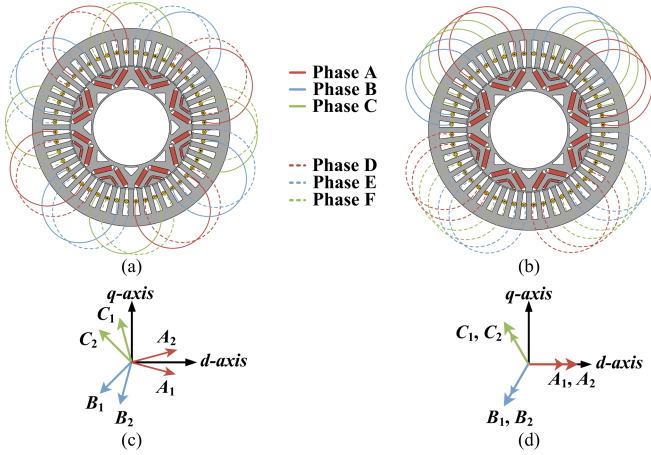 Phase A
Phase B
Phase C
Phase D
Phase E
Phase F
(a)
(b)
q-axis
C1
C2
A2
d-axis
A1
B1
B2
(c)
q-axis
C1, C2
d-axis
A1, A2
B1, B2
(d)